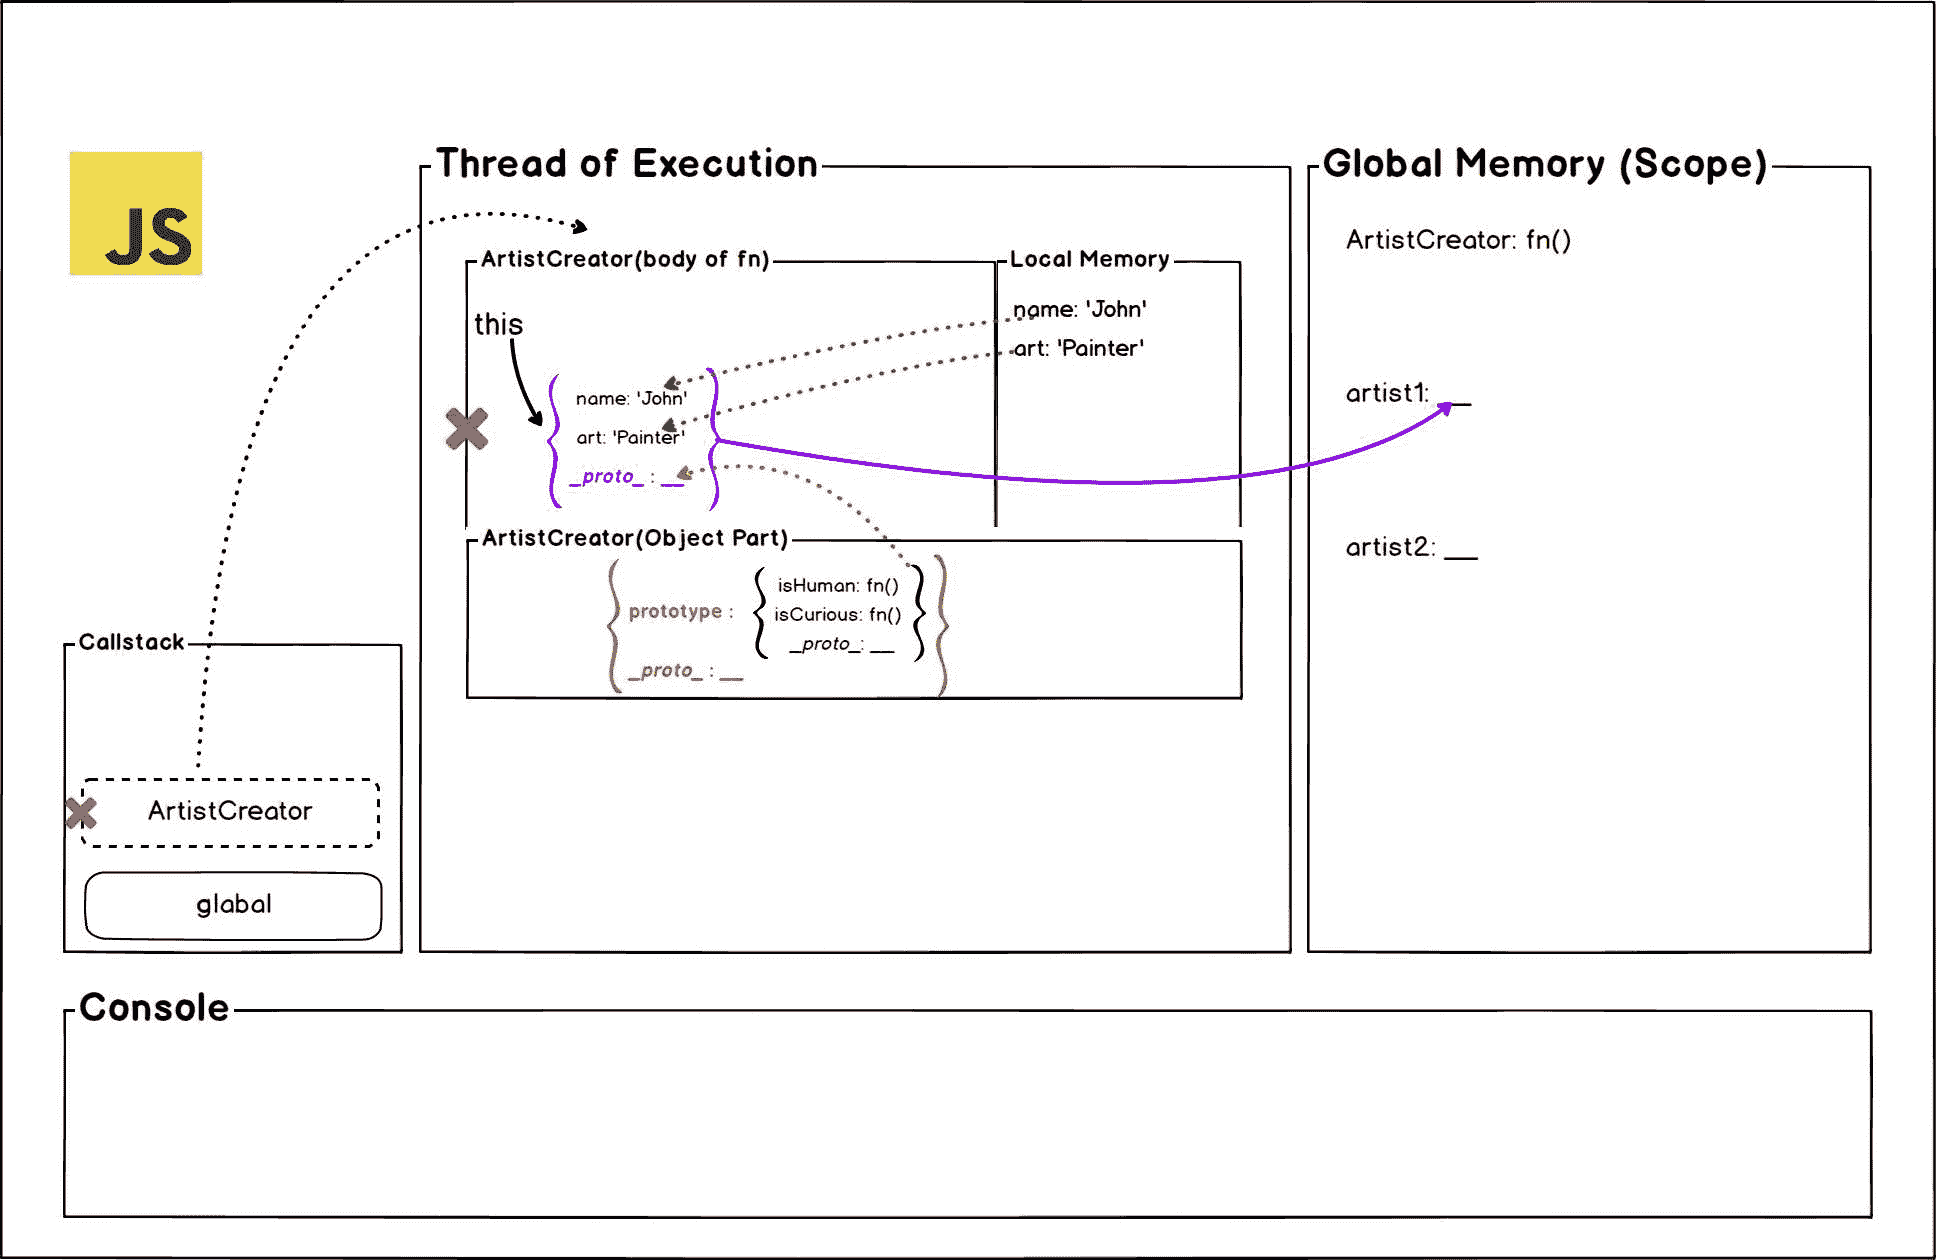 JS
Thread of Execution
ArtistCreator(body of fn)
Local Memory
this
name: 'John'
art: 'Painter'
name: 'John'
art: 'Painter'
_proto_ : __
ArtistCreator(Object Part)
prototype :
isHuman: fn()
isCurious: fn()
_proto_: __
_proto_ : __
Global Memory (Scope)
ArtistCreator: fn()
artist1: __
artist2: __
Callstack
ArtistCreator
glabal
Console